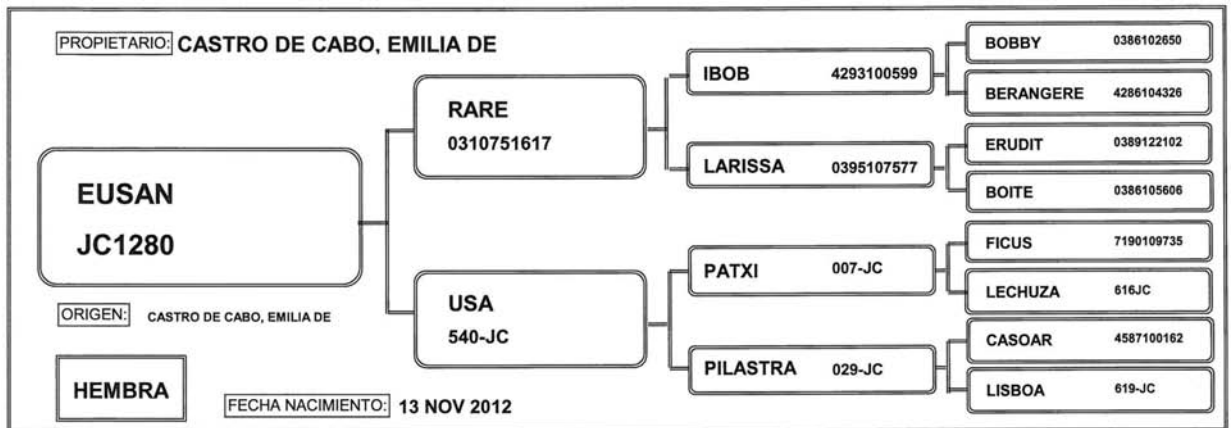 PROPIETARIO: CASTRO DE CABO, EMILIA DE
EUSAN
JC1280
ORIGEN: CASTRO DE CABO, EMILIA DE
HEMBRA
FECHA NACIMIENTO: 13 NOV 2012
RARE
0310751617
USA
540-JC
IBOB 4293100599
LARISSA 0395107577
PATXI 007-JC
PILASTRA 029-JC
BOBBY 0386102650
BERANGERE 4286104326
ERUDIT 0389122102
BOITE 0386105606
FICUS 7190109735
LECHUZA 616JC
CASOAR 4587100162
LISBOA 619-JC